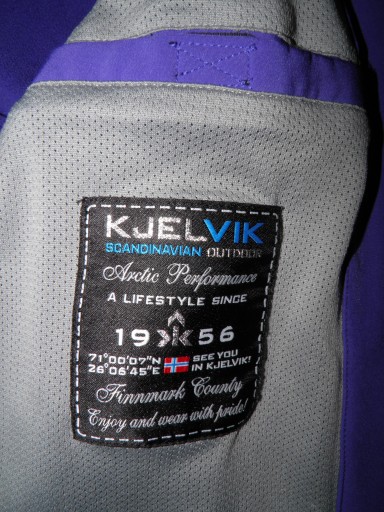 KJELVIK
SCANDINAVIAN OUTDOOR
Arctic Performance
A LIFESTYLE SINCE
19 56
71°00'07"N SEE YOU
26°06'45"E IN KJELVIK!
Finnmark County
Enjoy and wear with pride!